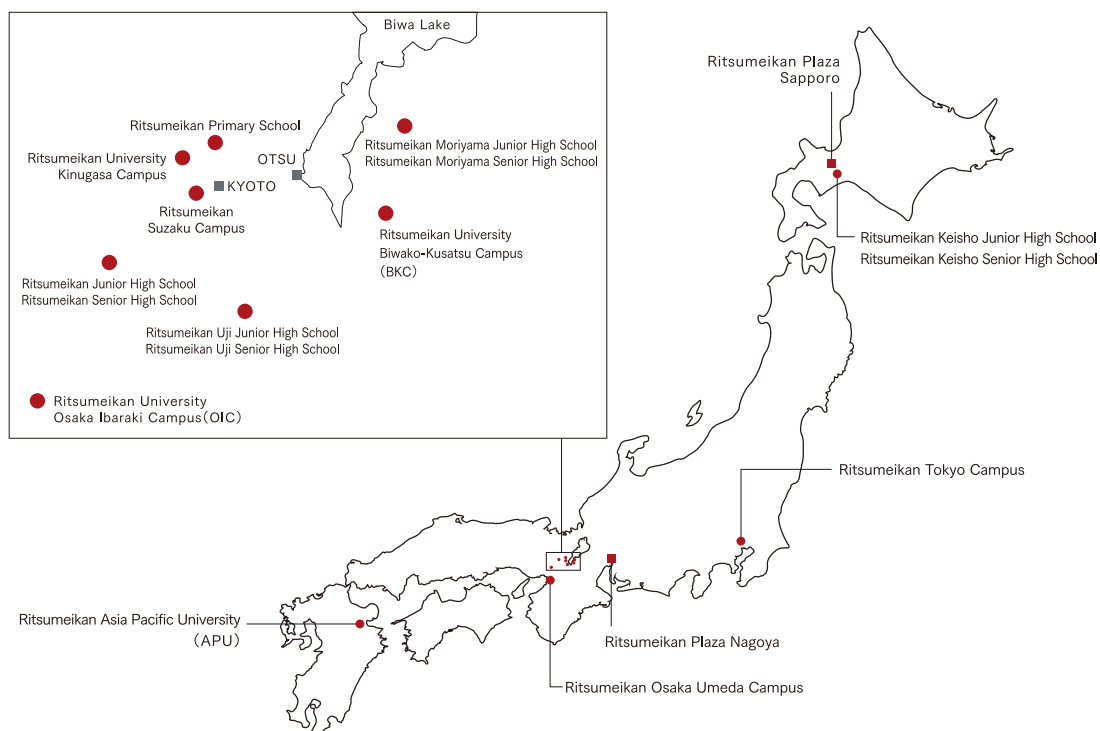 Biwa Lake
Ritsumeikan Primary School
Ritsumeikan University
Kinugasa Campus
OTSU
KYOTO
Ritsumeikan
Suzaku Campus
Ritsumeikan Moriyama Junior High School
Ritsumeikan Moriyama Senior High School
Ritsumeikan University
Biwako-Kusatsu Campus
(BKC)
Ritsumeikan Junior High School
Ritsumeikan Senior High School
Ritsumeikan Uji Junior High School
Ritsumeikan Uji Senior High School
Ritsumeikan University
Osaka Ibaraki Campus(OIC)
Ritsumeikan Plaza
Sapporo
Ritsumeikan Keisho Junior High School
Ritsumeikan Keisho Senior High School
Ritsumeikan Tokyo Campus
Ritsumeikan Asia Pacific University
(APU)
Ritsumeikan Plaza Nagoya
Ritsumeikan Osaka Umeda Campus